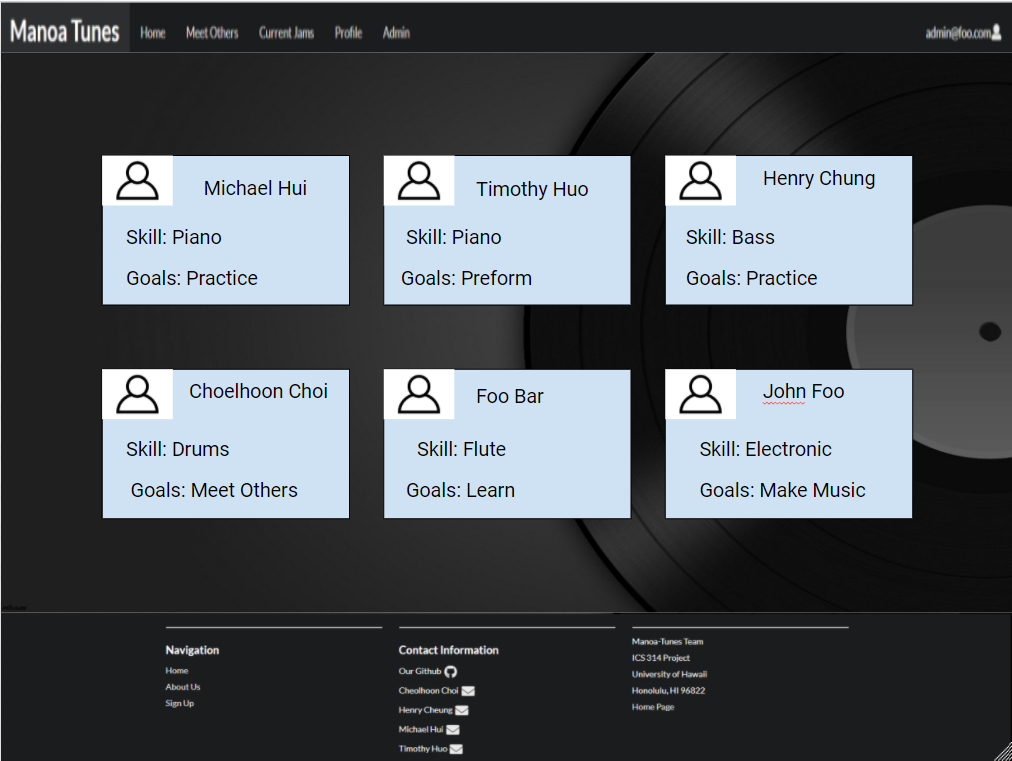 Manoa Tunes Home Meet Others Current Jams Profile Admin admin@foo.com
Michael Hui
Skill: Piano
Goals: Practice
Timothy Huo
Skill: Piano
Goals: Preform
Henry Chung
Skill: Bass
Goals: Practice
Choelhoon Choi
Skill: Drums
Goals: Meet Others
Foo Bar
Skill: Flute
Goals: Learn
John Foo
Skill: Electronic
Goals: Make Music
Navigation
Home
About Us
Sign Up
Contact Information
Our Github
Cheolhoon Choi
Henry Cheung
Michael Hui
Timothy Huo
Manoa-Tunes Team
ICS 314 Project
University of Hawaii
Honolulu, HI 96822
Home Page